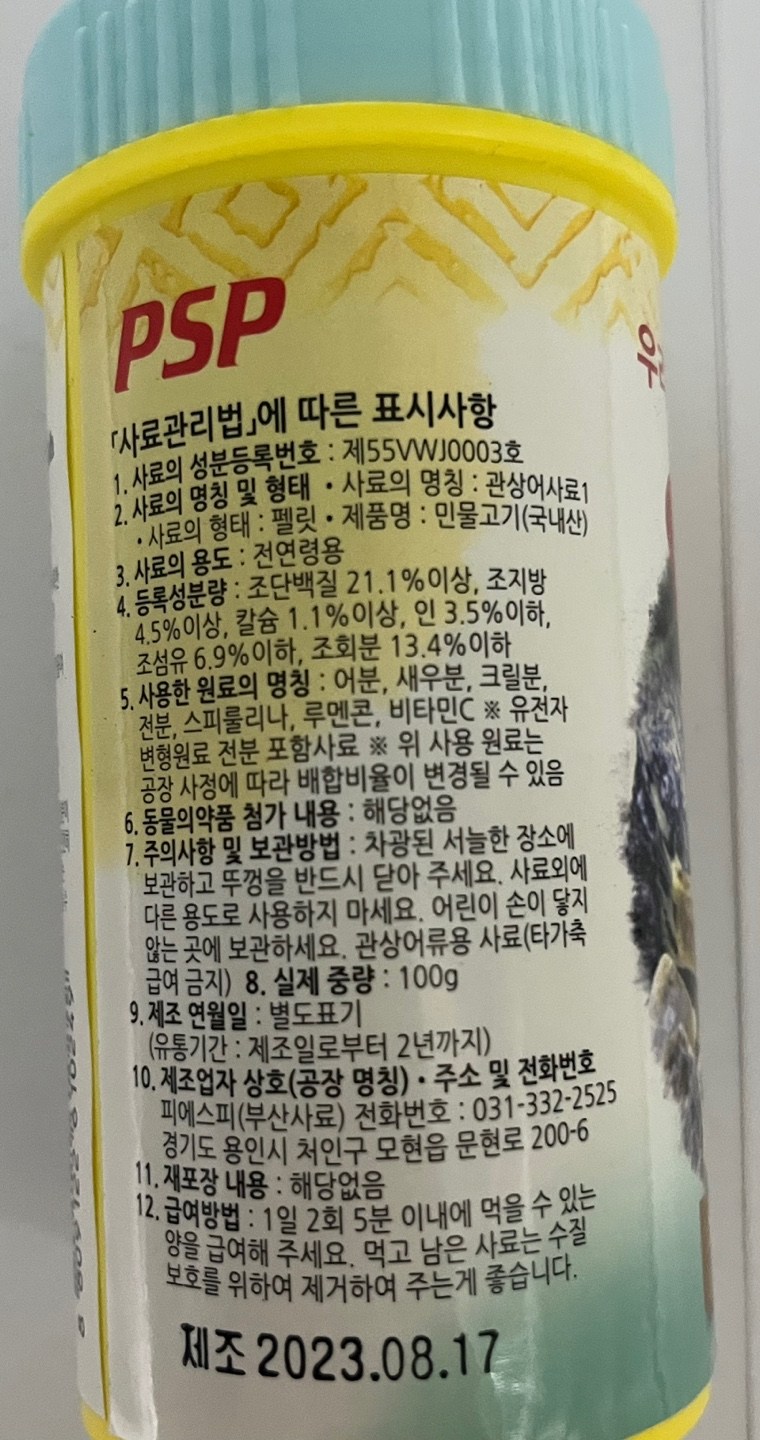 PSP
「사료관리법」에 따른 표시사항
1. 사료의 성분등록번호 : 제55VWJ0003호
2. 사료의 명칭 및 형태 • 사료의 명칭 : 관상어사료1
• 사료의 형태 : 펠릿 • 제품명 : 민물고기(국내산)
3. 사료의 용도 : 전연령용
4. 등록성분량 : 조단백질 21.1%이상, 조지방
4.5%이상, 칼슘 1.1%이상, 인 3.5%이하,
조섬유 6.9%이하, 조회분 13.4%이하
5. 사용한 원료의 명칭 : 어분, 새우분, 크릴분,
전분, 스피룰리나, 루멘콘, 비타민C ※ 유전자
변형원료 전분 포함사료 ※ 위 사용 원료는
공장 사정에 따라 배합비율이 변경될 수 있음
6. 동물의약품 첨가 내용 : 해당없음
7. 주의사항 및 보관방법 : 차광된 서늘한 장소에
보관하고 뚜껑을 반드시 닫아 주세요. 사료외에
다른 용도로 사용하지 마세요. 어린이 손이 닿지
않는 곳에 보관하세요. 관상어류용 사료(타가축
급여 금지) 8. 실제 중량 : 100g
9. 제조 연월일 : 별도표기
(유통기간 : 제조일로부터 2년까지)
10. 제조업자 상호(공장 명칭) • 주소 및 전화번호
피에스피(부산사료) 전화번호 : 031-332-2525
경기도 용인시 처인구 모현읍 문현로 200-6
11. 재포장 내용 : 해당없음
12. 급여방법 : 1일 2회 5분 이내에 먹을 수 있는
양을 급여해 주세요. 먹고 남은 사료는 수질
보호를 위하여 제거하여 주는게 좋습니다.
제조 2023.08.17